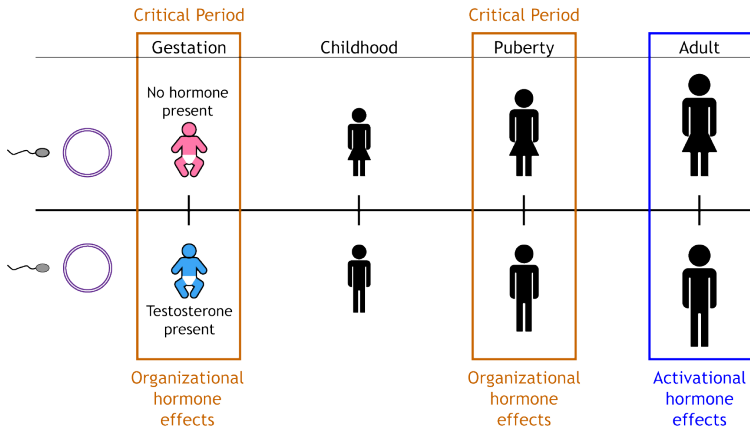 Critical Period
Critical Period
Gestation
Childhood
Puberty
Adult
No hormone
present
Testosterone
present
Organizational
hormone
effects
Organizational
hormone
effects
Activational
hormone
effects